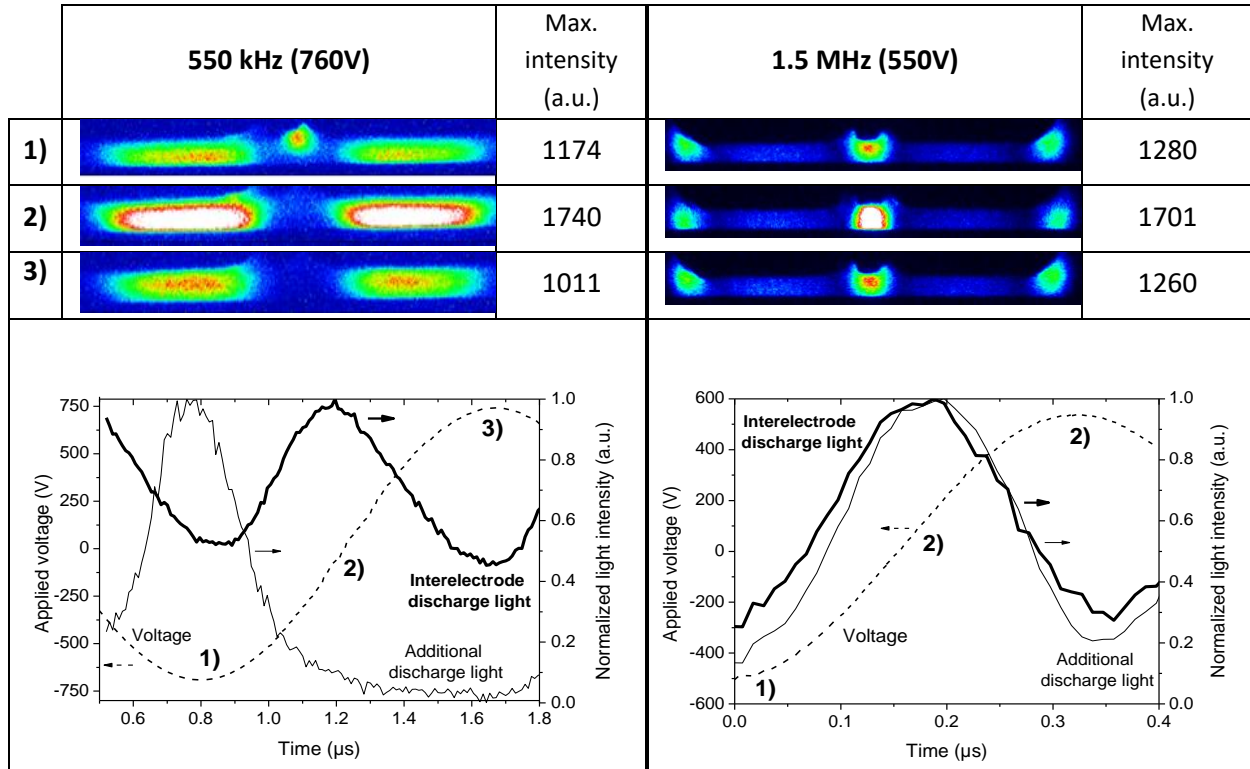 550 kHz (760V)
Max.
intensity
(a.u.)
1.5 MHz (550V)
Max.
intensity
(a.u.)
1)
1174
1280
2)
1740
1701
3)
1011
1260
750
500
250
0
-250
-500
-750
Applied voltage (V)
0.6
0.8
1.0
1.2
1.4
1.6
1.8
Time (µs)
1.0
0.8
0.6
0.4
0.2
0.0
Normalized light intensity (a.u.)
3)
2)
Interelectrode
discharge light
Voltage
1)
Additional
discharge light
600
400
200
0
-200
-400
-600
Applied voltage (V)
0.0
0.1
0.2
0.3
0.4
Time (µs)
1.0
0.8
0.6
0.4
0.2
0.0
Normalized light intensity (a.u.)
Interelectrode
discharge light
2)
2)
Voltage
1)
Additional
discharge light